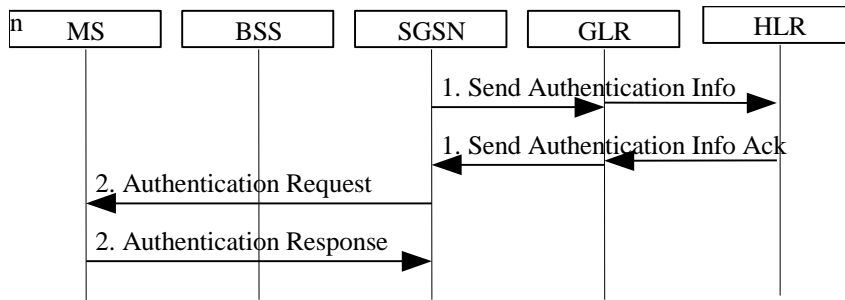 n
MS BSS SGSN GLR HLR
1. Send Authentication Info
1. Send Authentication Info Ack
2. Authentication Request
2. Authentication Response